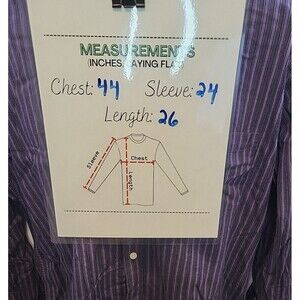 MEASUREMENTS
(INCHES, LAYING FLAT)
Chest: 44 Sleeve: 24
Length: 26
Sleeve
Chest
Length